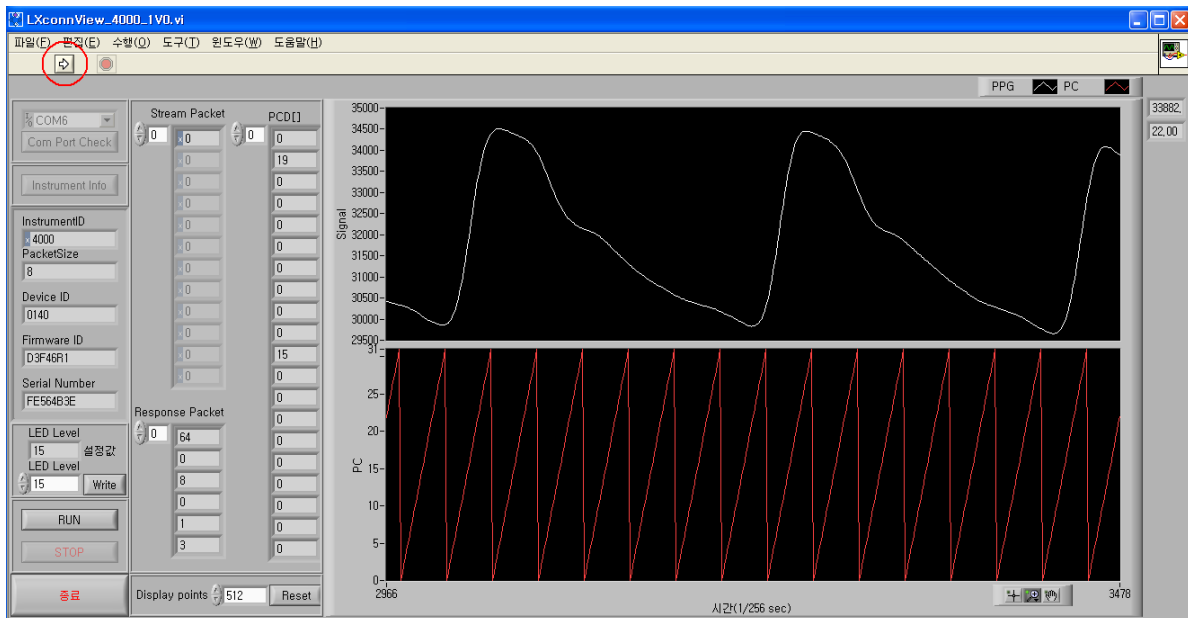 LXconnView_4000_1V0.vi
파일(F) 편집(E) 수행(O) 도구(T) 윈도우(W) 도움말(H)
PPG PC
COM6
Com Port Check
Instrument Info
InstrumentID
4000
PacketSize
8
Device ID
0140
Firmware ID
D3F46R1
Serial Number
FE564B3E
LED Level
15 설정값
LED Level
15 Write
RUN
STOP
종료
Stream Packet
0
0
0
0
0
0
0
0
0
0
0
0
0
Response Packet
0
64
0
8
0
1
3
PCD[]
0
0
19
0
0
0
0
0
0
0
0
15
0
0
0
0
0
0
0
0
0
Display points 512 Reset
35000
34500
34000
33500
33000
32500
32000
31500
31000
30500
30000
29500
Signal
31
25
20
15
10
5
0
PC
2966 3478
시간(1/256 sec)
33882,
22,00